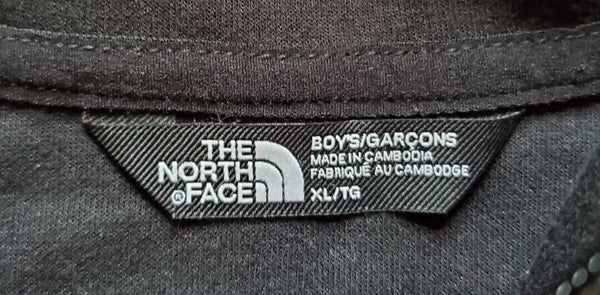 THE
NORTH
®FACE
BOY'S/GARÇONS
MADE IN CAMBODIA
FABRIQUÉ AU CAMBODGE
XL/TG